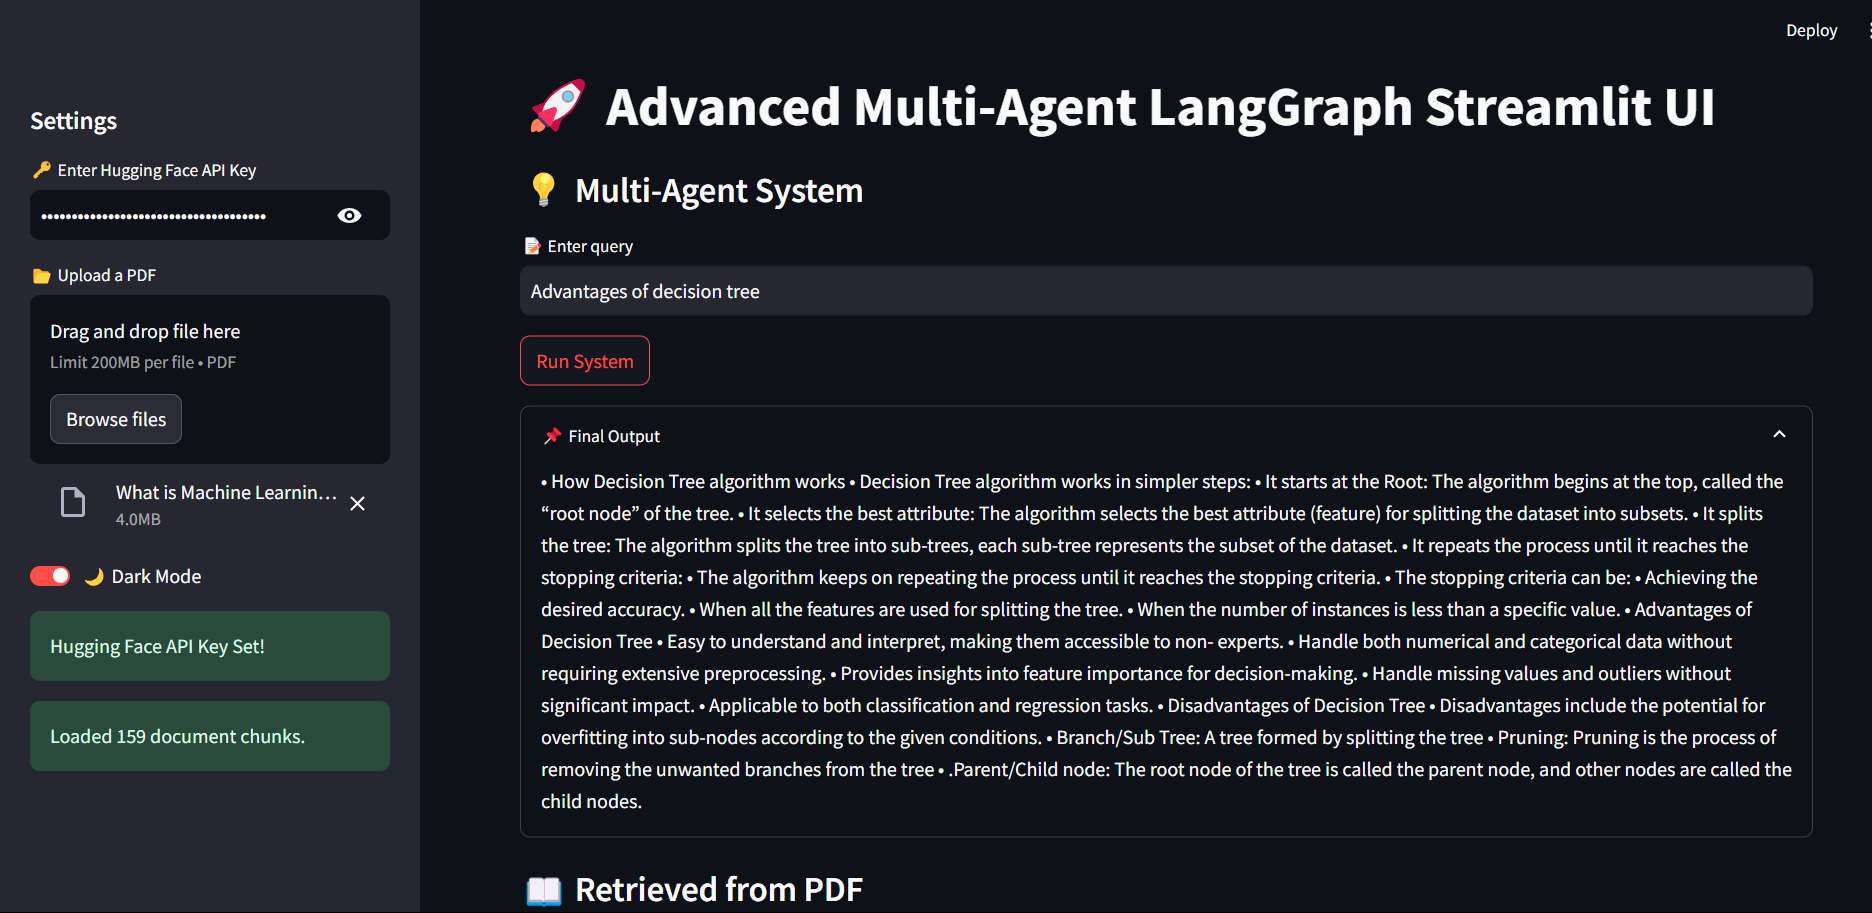 Deploy
Settings
Enter Hugging Face API Key
••••••••••••••••••••••••••••••••••••••
Upload a PDF
Drag and drop file here
Limit 200MB per file • PDF
Browse files
What is Machine Learnin...
4.0MB
Dark Mode
Hugging Face API Key Set!
Loaded 159 document chunks.
Advanced Multi-Agent LangGraph Streamlit UI
Multi-Agent System
Enter query
Advantages of decision tree
Run System
Final Output
• How Decision Tree algorithm works • Decision Tree algorithm works in simpler steps: • It starts at the Root: The algorithm begins at the top, called the
“root node” of the tree. • It selects the best attribute: The algorithm selects the best attribute (feature) for splitting the dataset into subsets. • It splits
the tree: The algorithm splits the tree into sub-trees, each sub-tree represents the subset of the dataset. • It repeats the process until it reaches the
stopping criteria: • The algorithm keeps on repeating the process until it reaches the stopping criteria. • The stopping criteria can be: • Achieving the
desired accuracy. • When all the features are used for splitting the tree. • When the number of instances is less than a specific value. • Advantages of
Decision Tree • Easy to understand and interpret, making them accessible to non- experts. • Handle both numerical and categorical data without
requiring extensive preprocessing. • Provides insights into feature importance for decision-making. • Handle missing values and outliers without
significant impact. • Applicable to both classification and regression tasks. • Disadvantages of Decision Tree • Disadvantages include the potential for
overfitting into sub-nodes according to the given conditions. • Branch/Sub Tree: A tree formed by splitting the tree • Pruning: Pruning is the process of
removing the unwanted branches from the tree • .Parent/Child node: The root node of the tree is called the parent node, and other nodes are called the
child nodes.
Retrieved from PDF